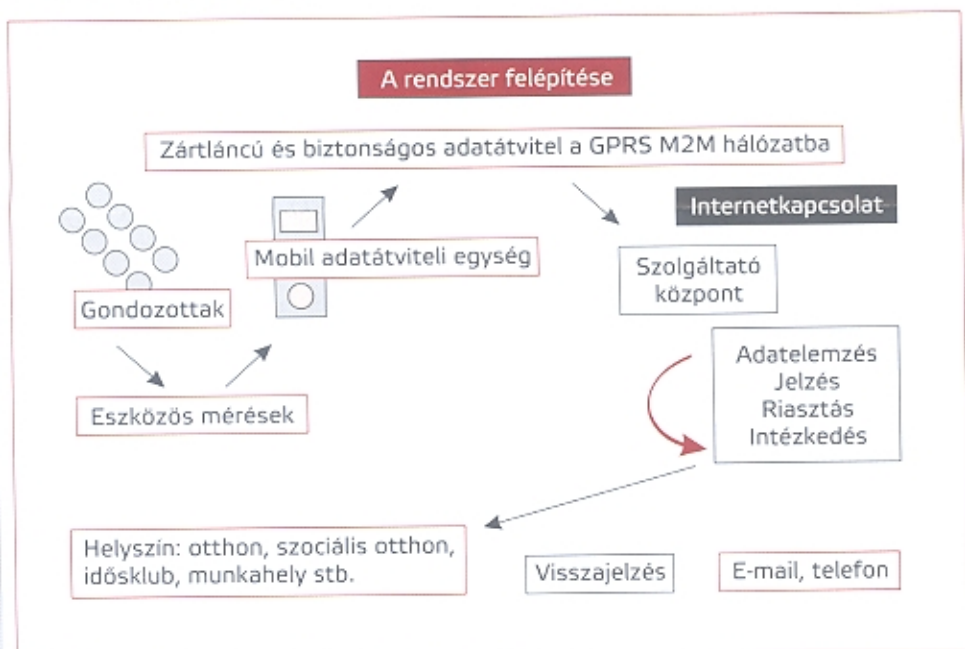 A rendszer felépítése
Zártláncú és biztonságos adatátvitel a GPRS M2M hálózatba
Internetkapcsolat
Mobil adatátviteli egység
Szolgáltató
központ
Gondozottak
Adatelemzés
Jelzés
Riasztás
Intézkedés
Eszközös mérések
Helyszín: otthon, szociális otthon,
idősklub, munkahely stb.
Visszajelzés
E-mail, telefon